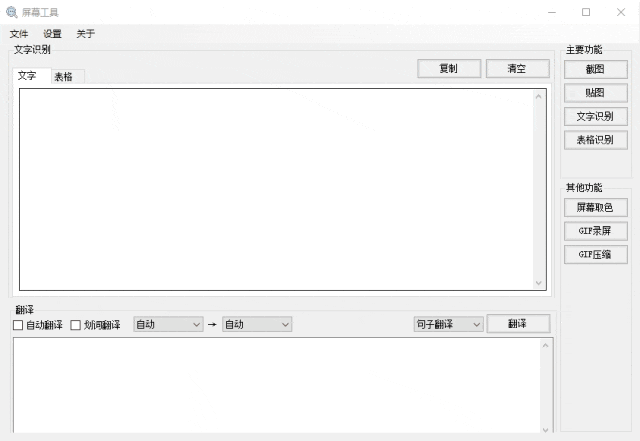 屏幕工具
文件 设置 关于
文字识别
复制 清空
文字 表格
主要功能
截图
贴图
文字识别
表格识别
其他功能
屏幕取色
GIF录屏
GIF压缩
翻译
自动翻译 划词翻译 自动 → 自动 句子翻译 翻译